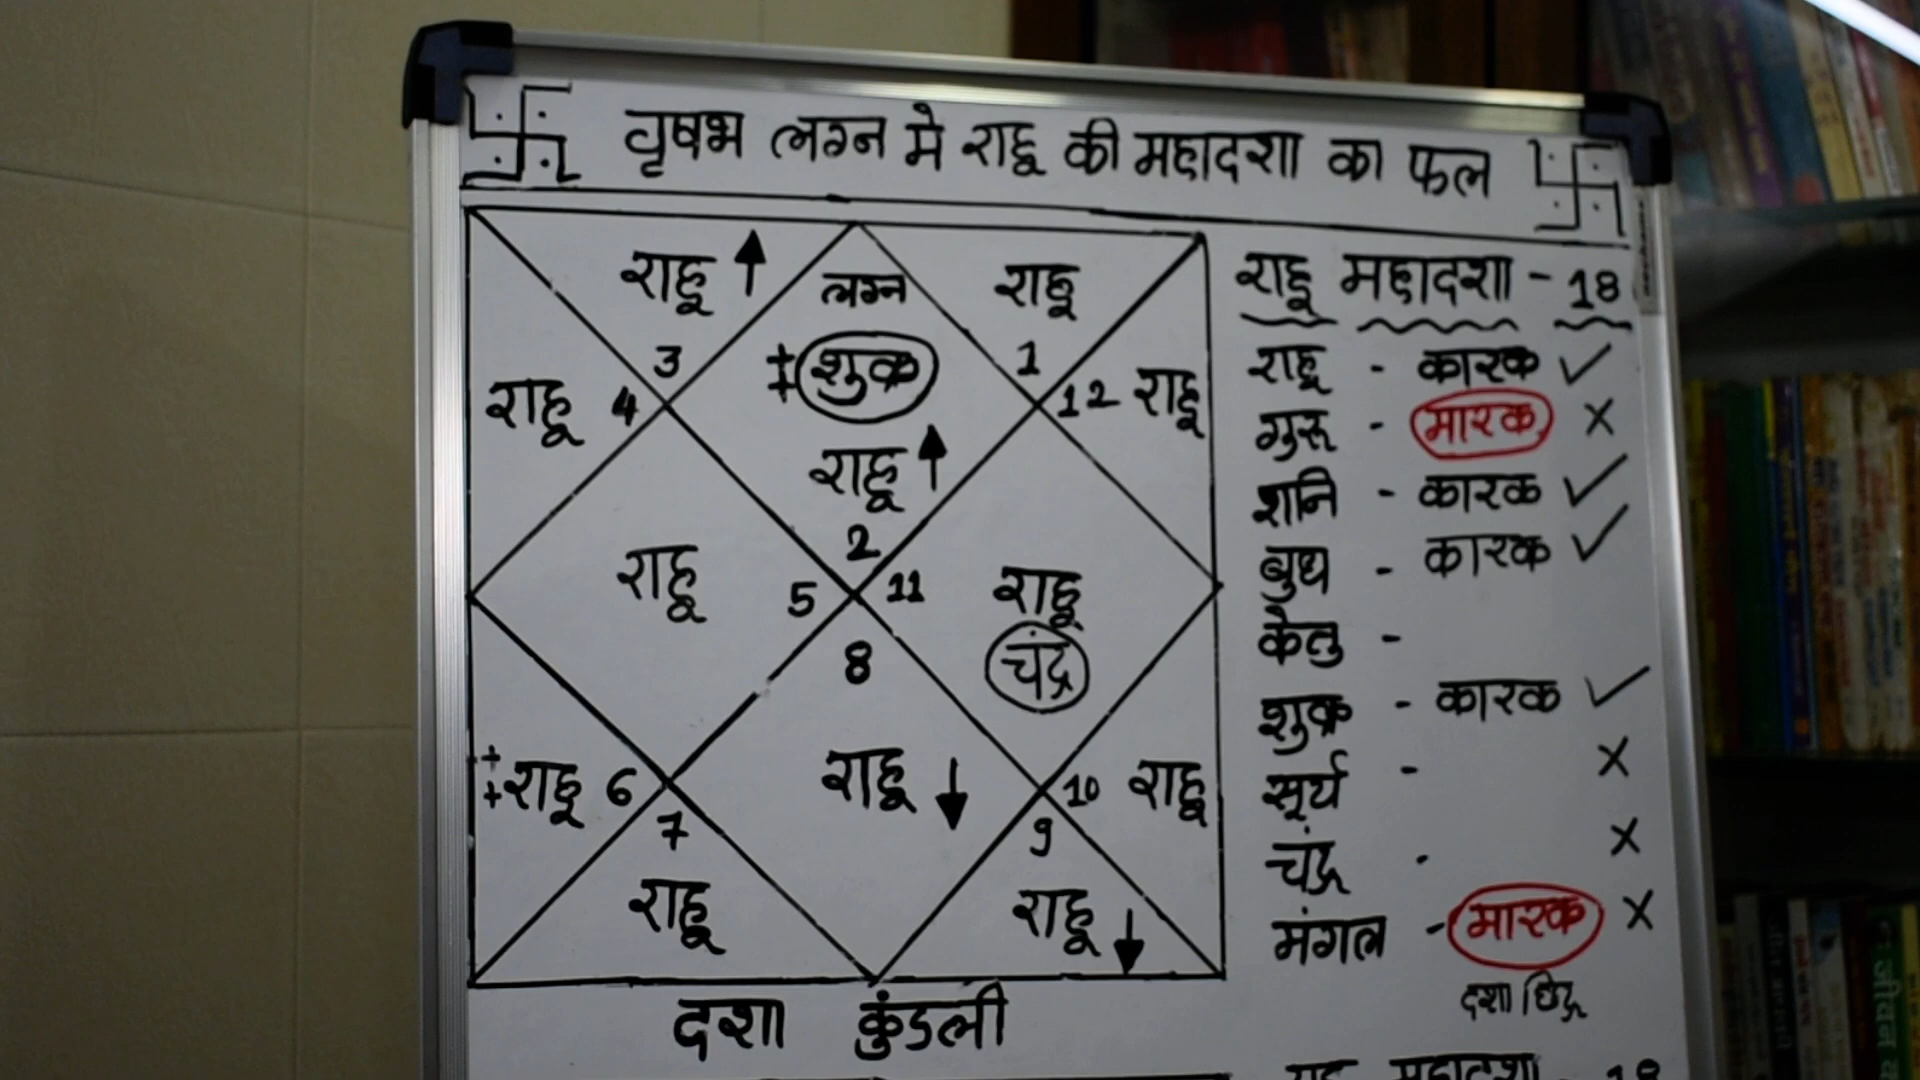 वृषभ लग्न मे राहू की महादशा का फल
राहू
लग्न
राहू
3
शुक्र
1
राहू 4
12 राहू
राहू
2
राहू 5
11 राहू
चंद्र
8
राहू 6
राहू
10 राहू
7
9
राहू
राहू
दशा कुंडली
राहू महादशा - 18
राहू - कारक ✓
गुरू - मारक ×
शनि - कारक ✓
बुध - कारक ✓
केतु -
शुक्र - कारक ✓
सूर्य - ×
चंद्र - ×
मंगल - मारक ×
दशा छिद्र